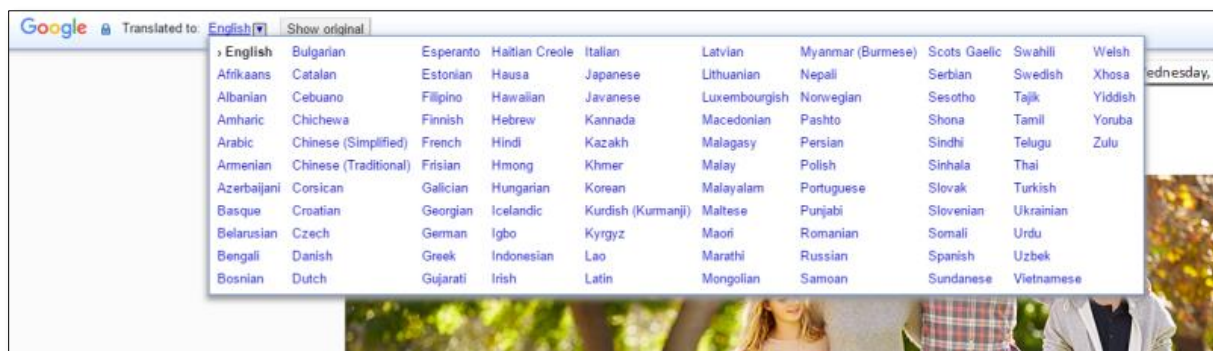 Google Translated to: English Show original
› English Bulgarian Esperanto Haitian Creole Italian Latvian Myanmar (Burmese) Scots Gaelic Swahili Welsh
Afrikaans Catalan Estonian Hausa Japanese Lithuanian Nepali Serbian Swedish Xhosa
ednesday,
Albanian Cebuano Filipino Hawaiian Javanese Luxembourgish Norwegian Sesotho Tajik Yiddish
Amharic Chichewa Finnish Hebrew Kannada Macedonian Pashto Shona Tamil Yoruba
Arabic Chinese (Simplified) French Hindi Kazakh Malagasy Persian Sindhi Telugu Zulu
Armenian Chinese (Traditional) Frisian Hmong Khmer Malay Polish Sinhala Thai
Azerbaijani Corsican Galician Hungarian Korean Malayalam Portuguese Slovak Turkish
Basque Croatian Georgian Icelandic Kurdish (Kurmanji) Maltese Punjabi Slovenian Ukrainian
Belarusian Czech German Igbo Kyrgyz Maori Romanian Somali Urdu
Bengali Danish Greek Indonesian Lao Marathi Russian Spanish Uzbek
Bosnian Dutch Gujarati Irish Latin Mongolian Samoan Sundanese Vietnamese